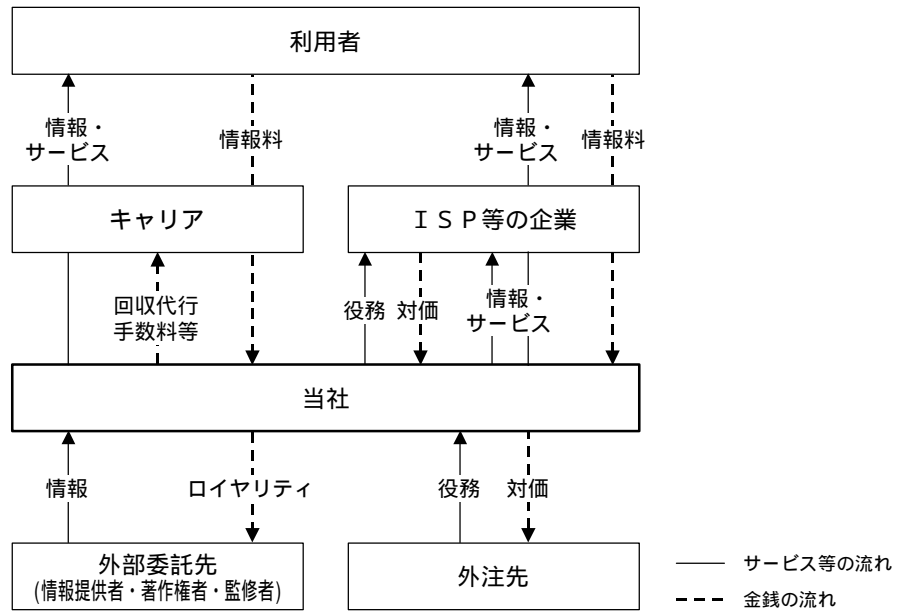 利用者
情報・
サービス
情報料
情報・
サービス
情報料
キャリア
ＩＳＰ等の企業
回収代行
手数料等
役務
対価
情報・
サービス
当社
情報
ロイヤリティ
役務
対価
外部委託先
(情報提供者・著作権者・監修者)
外注先
サービス等の流れ
金銭の流れ